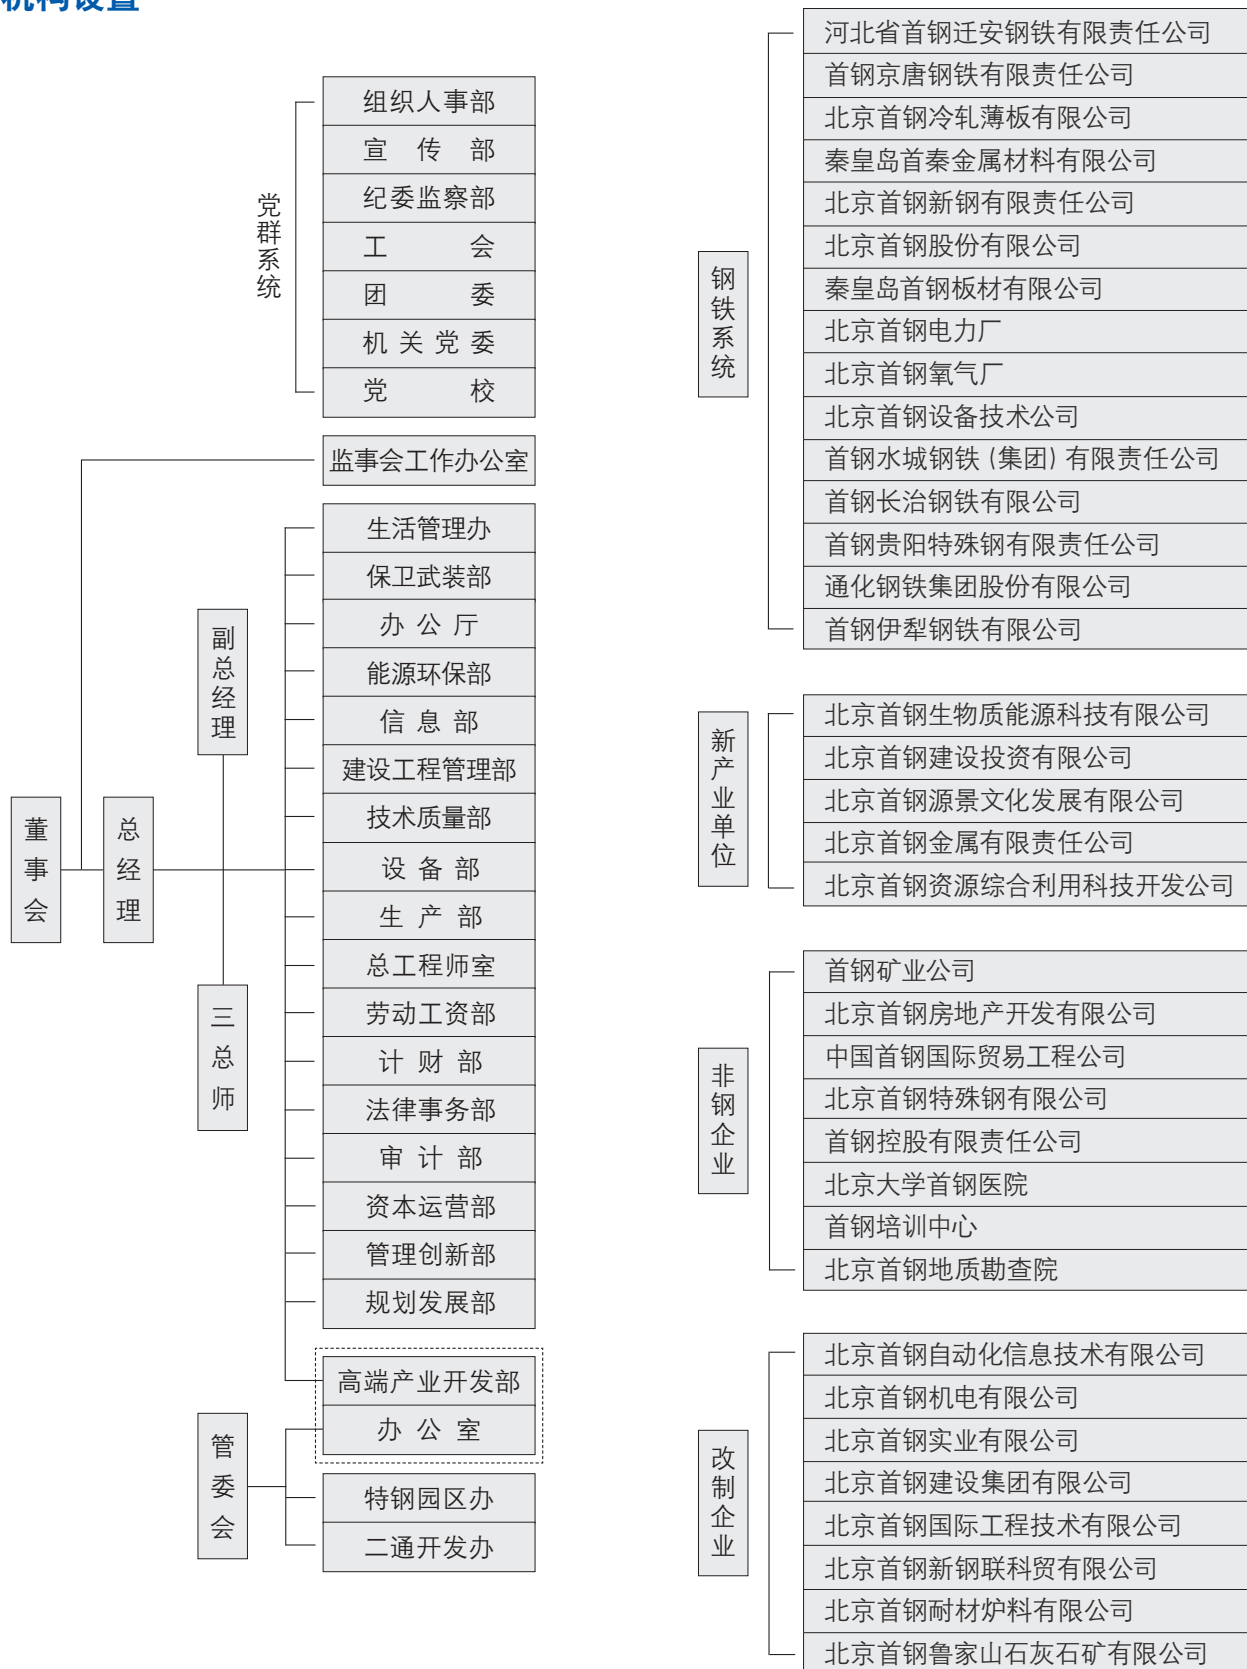 机构设置
党群系统
组织人事部
宣传部
纪委监察部
工会
团委
机关党委
党校
监事会工作办公室
董事会
总经理
副总经理
三总师
生活管理办
保卫武装部
办公厅
能源环保部
信息部
建设工程管理部
技术质量部
设备部
生产部
总工程师室
劳动工资部
计财部
法律事务部
审计部
资本运营部
管理创新部
规划发展部
高端产业开发部
管委会
办公室
特钢园区办
二通开发办
钢铁系统
河北省首钢迁安钢铁有限责任公司
首钢京唐钢铁有限责任公司
北京首钢冷轧薄板有限公司
秦皇岛首秦金属材料有限公司
北京首钢新钢有限责任公司
北京首钢股份有限公司
秦皇岛首钢板材有限公司
北京首钢电力厂
北京首钢氧气厂
北京首钢设备技术公司
首钢水城钢铁(集团)有限责任公司
首钢长治钢铁有限公司
首钢贵阳特殊钢有限责任公司
通化钢铁集团股份有限公司
首钢伊犁钢铁有限公司
新产业单位
北京首钢生物质能源科技有限公司
北京首钢建设投资有限公司
北京首钢源景文化发展有限公司
北京首钢金属有限责任公司
北京首钢资源综合利用科技开发公司
非钢企业
首钢矿业公司
北京首钢房地产开发有限公司
中国首钢国际贸易工程公司
北京首钢特殊钢有限公司
首钢控股有限责任公司
北京大学首钢医院
首钢培训中心
北京首钢地质勘查院
改制企业
北京首钢自动化信息技术有限公司
北京首钢机电有限公司
北京首钢实业有限公司
北京首钢建设集团有限公司
北京首钢国际工程技术有限公司
北京首钢新钢联科贸有限公司
北京首钢耐材炉料有限公司
北京首钢鲁家山石灰石矿有限公司